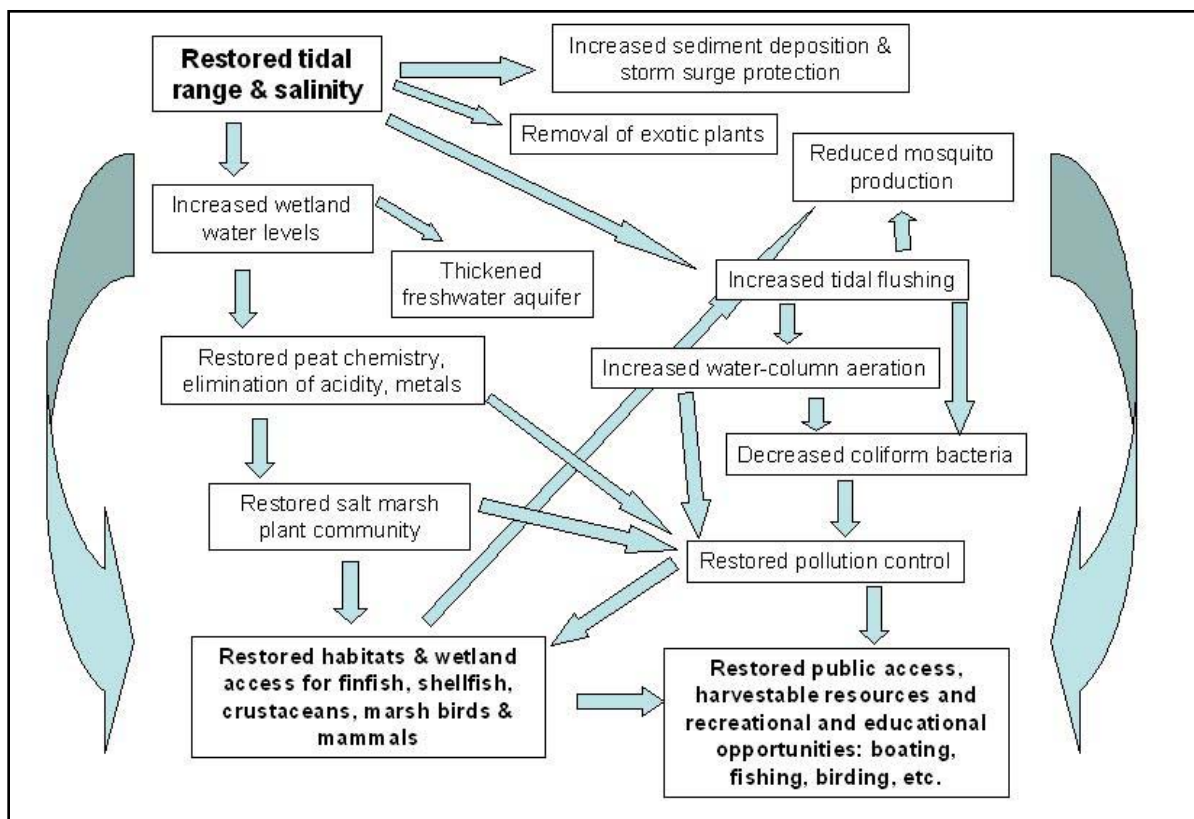 Restored tidal
range & salinity
Increased sediment deposition &
storm surge protection
Removal of exotic plants
Reduced mosquito
production
Increased wetland
water levels
Thickened
freshwater aquifer
Increased tidal flushing
Restored peat chemistry,
elimination of acidity, metals
Increased water-column aeration
Decreased coliform bacteria
Restored salt marsh
plant community
Restored pollution control
Restored habitats & wetland
access for finfish, shellfish,
crustaceans, marsh birds &
mammals
Restored public access,
harvestable resources and
recreational and educational
opportunities: boating,
fishing, birding, etc.